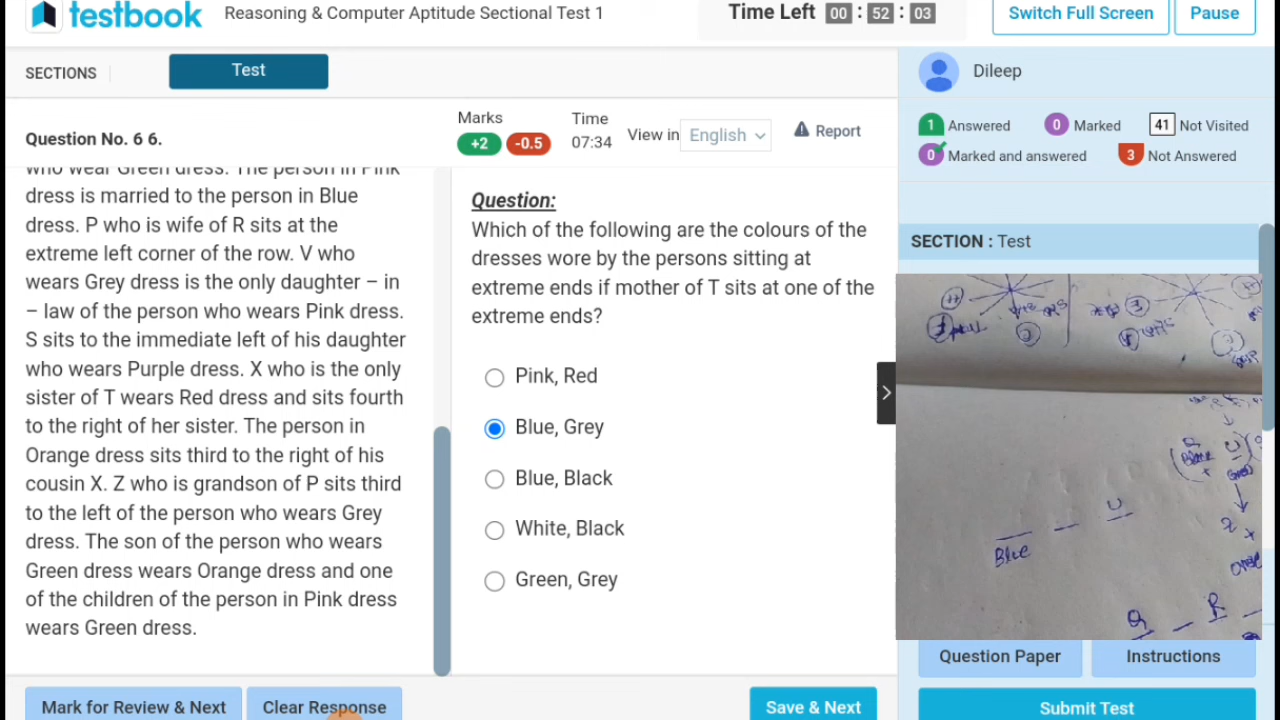 testbook
Reasoning & Computer Aptitude Sectional Test 1
Time Left 00 : 52 : 03
Switch Full Screen
Pause
SECTIONS
Test
Dileep
Question No. 6 6.
Marks
+2 -0.5
Time
07:34
View in English
Report
1 Answered
0 Marked
41 Not Visited
0 Marked and answered
3 Not Answered
who wear Green dress. The person in Pink
dress is married to the person in Blue
dress. P who is wife of R sits at the
extreme left corner of the row. V who
wears Grey dress is the only daughter – in
– law of the person who wears Pink dress.
S sits to the immediate left of his daughter
who wears Purple dress. X who is the only
sister of T wears Red dress and sits fourth
to the right of her sister. The person in
Orange dress sits third to the right of his
cousin X. Z who is grandson of P sits third
to the left of the person who wears Grey
dress. The son of the person who wears
Green dress wears Orange dress and one
of the children of the person in Pink dress
wears Green dress.
Question:
Which of the following are the colours of the
dresses wore by the persons sitting at
extreme ends if mother of T sits at one of the
extreme ends?
Pink, Red
Blue, Grey
Blue, Black
White, Black
Green, Grey
SECTION : Test
Blue
Mark for Review & Next
Clear Response
Save & Next
Question Paper
Instructions
Submit Test